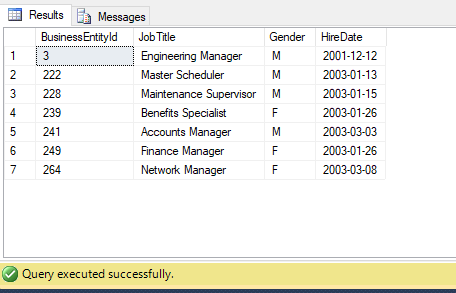 Results Messages
BusinessEntityId JobTitle Gender HireDate
1 3 Engineering Manager M 2001-12-12
2 222 Master Scheduler M 2003-01-13
3 228 Maintenance Supervisor M 2003-01-15
4 239 Benefits Specialist F 2003-01-26
5 241 Accounts Manager M 2003-03-03
6 249 Finance Manager F 2003-01-26
7 264 Network Manager F 2003-03-08
Query executed successfully.